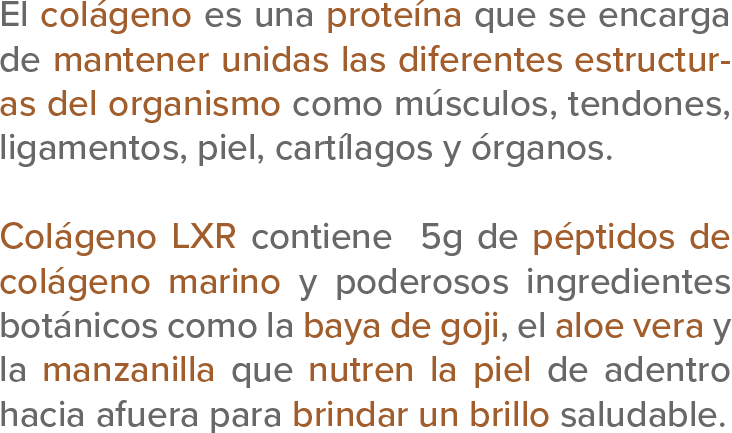 El colágeno es una proteína que se encarga
de mantener unidas las diferentes estructur-
as del organismo como músculos, tendones,
ligamentos, piel, cartílagos y órganos.
Colágeno LXR contiene  5g de péptidos de
colágeno marino y poderosos ingredientes
botánicos como la baya de goji, el aloe vera y
la manzanilla que nutren la piel de adentro
hacia afuera para brindar un brillo saludable.